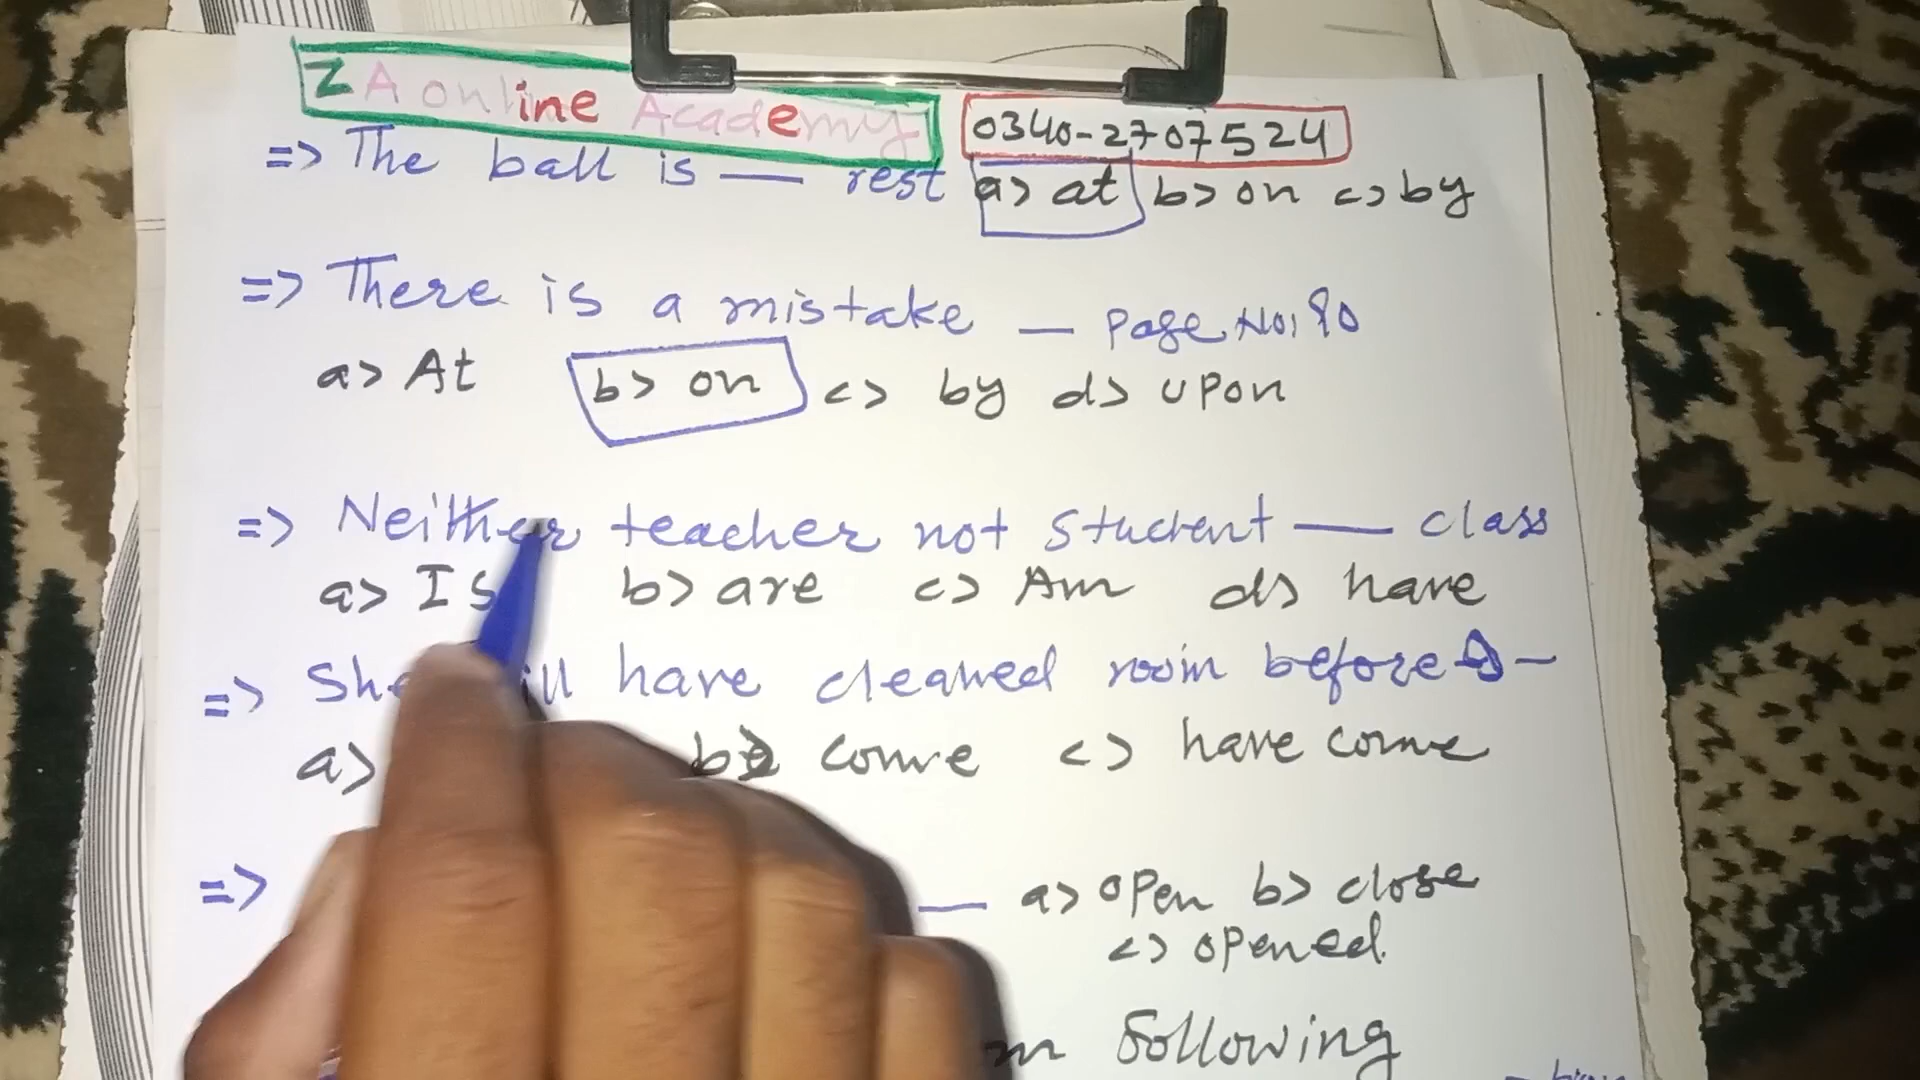 ZA online Academy 0340-2707524
=> The ball is — rest a> at b> on c> by
=> There is a mistake — Page No, 90
a> At b> on c> by d> upon
=> Neither teacher not student — class
a> Is b> are c> Am d> have
=> She ill have cleaned room before —
a> b> come c> have come
=> — a> open b> close
c> opened.
Following